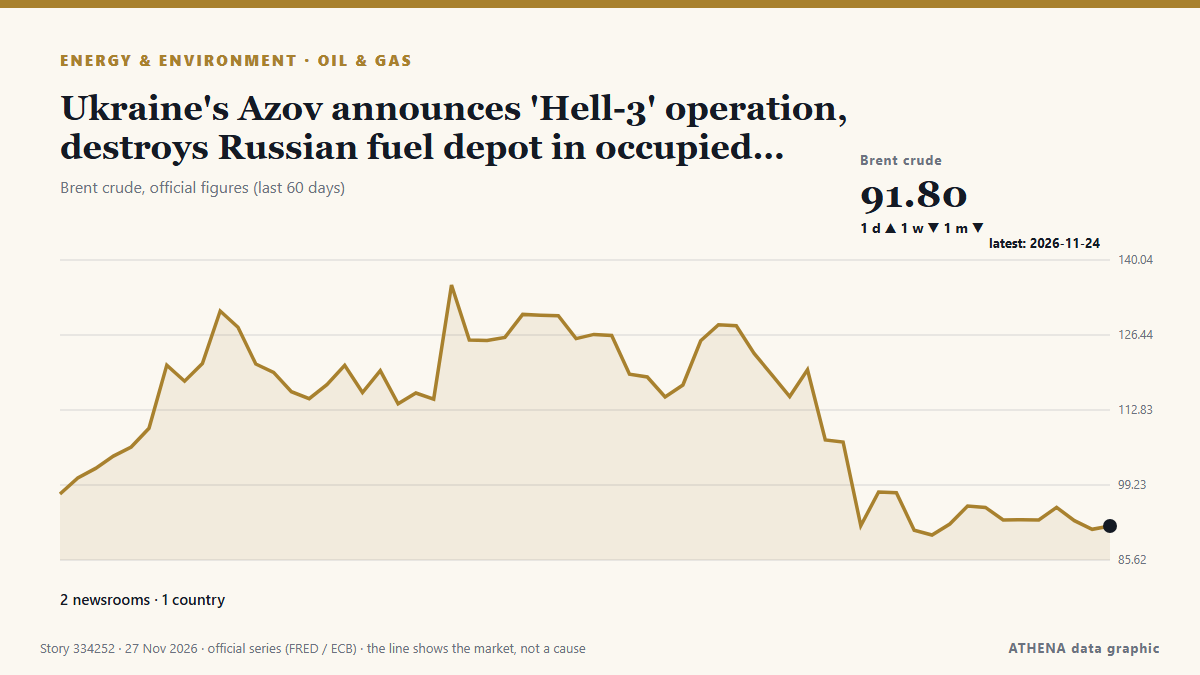 ENERGY & ENVIRONMENT · OIL & GAS
Ukraine's Azov announces 'Hell-3' operation,
destroys Russian fuel depot in occupied...
Brent crude, official figures (last 60 days)
Brent crude
91.80
1 d ▲ 1 w ▼ 1 m ▼
latest: 2026-11-24
140.04
126.44
112.83
99.23
85.62
2 newsrooms · 1 country
Story 334252 · 27 Nov 2026 · official series (FRED / ECB) · the line shows the market, not a cause
ATHENA data graphic